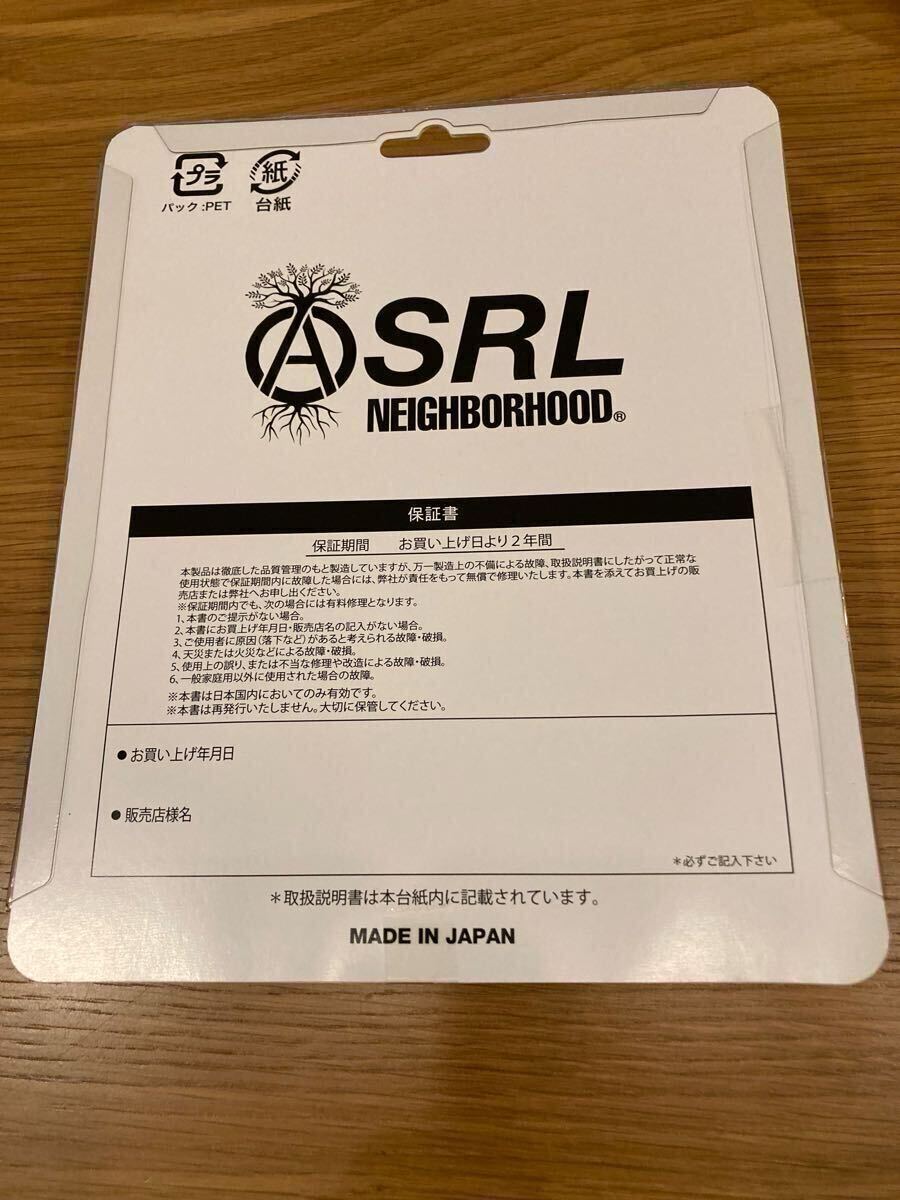 プラ
紙
パック:PET
台紙
A SRL
NEIGHBORHOOD®
保証書
保証期間 お買い上げ日より2年間
本製品は徹底した品質管理のもと製造していますが、万一製造上の不備による故障、取扱説明書にしたがって正常な
使用状態で保証期間内に故障した場合には、弊社が責任をもって無償で修理いたします。本書を添えてお買上げの販
売店または弊社へお申し出ください。
※保証期間内でも、次の場合には有料修理となります。
1、本書のご提示がない場合。
2、本書にお買上げ年月日・販売店名の記入がない場合。
3、ご使用者に原因(落下など)があると考えられる故障・破損。
4、天災または火災などによる故障・破損。
5、使用上の誤り、または不当な修理や改造による故障・破損。
6、一般家庭用以外に使用された場合の故障。
※本書は日本国内においてのみ有効です。
※本書は再発行いたしません。大切に保管してください。
●お買い上げ年月日
●販売店様名
＊必ずご記入下さい
＊取扱説明書は本台紙内に記載されています。
MADE IN JAPAN